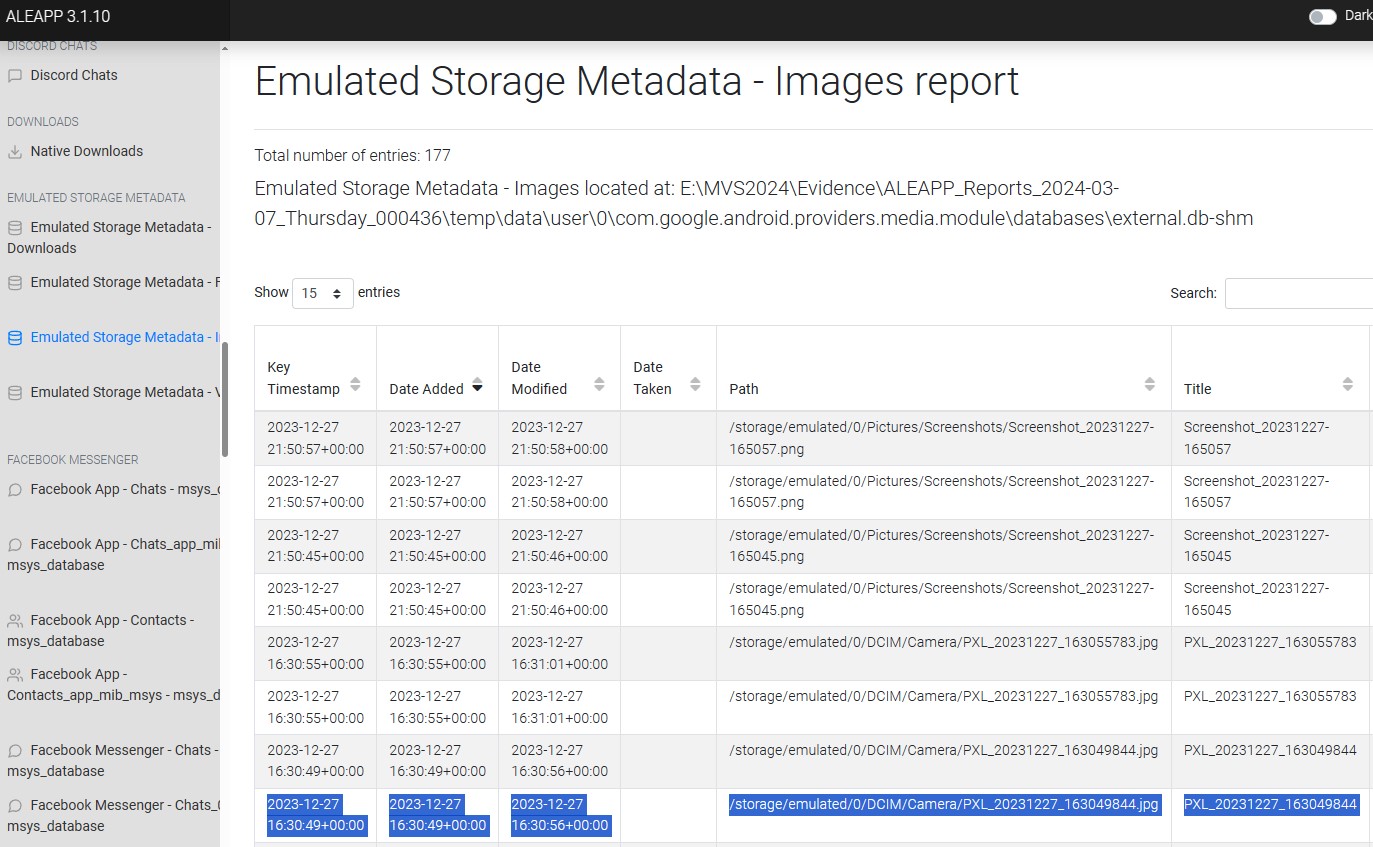 ALEAPP 3.1.10
Dark
DISCORD CHATS
Discord Chats
DOWNLOADS
Native Downloads
EMULATED STORAGE METADATA
Emulated Storage Metadata -
Downloads
Emulated Storage Metadata - F
Emulated Storage Metadata - I
Emulated Storage Metadata - V
FACEBOOK MESSENGER
Facebook App - Chats - msys_d
Facebook App - Chats_app_mi
msys_database
Facebook App - Contacts -
msys_database
Facebook App -
Contacts_app_mib_msys - msys_d
Facebook Messenger - Chats -
msys_database
Facebook Messenger - Chats_
msys_database
Emulated Storage Metadata - Images report
Total number of entries: 177
Emulated Storage Metadata - Images located at: E:\MVS2024\Evidence\ALEAPP_Reports_2024-03-
07_Thursday_000436\temp\data\user\0\com.google.android.providers.media.module\databases\external.db-shm
Show 15 entries
Search:
Key
Timestamp
Date Added
Date
Modified
Date
Taken
Path
Title
2023-12-27 2023-12-27 2023-12-27 /storage/emulated/0/Pictures/Screenshots/Screenshot_20231227- Screenshot_20231227-
21:50:57+00:00 21:50:57+00:00 21:50:58+00:00 165057.png 165057
2023-12-27 2023-12-27 2023-12-27 /storage/emulated/0/Pictures/Screenshots/Screenshot_20231227- Screenshot_20231227-
21:50:57+00:00 21:50:57+00:00 21:50:58+00:00 165057.png 165057
2023-12-27 2023-12-27 2023-12-27 /storage/emulated/0/Pictures/Screenshots/Screenshot_20231227- Screenshot_20231227-
21:50:45+00:00 21:50:45+00:00 21:50:46+00:00 165045.png 165045
2023-12-27 2023-12-27 2023-12-27 /storage/emulated/0/Pictures/Screenshots/Screenshot_20231227- Screenshot_20231227-
21:50:45+00:00 21:50:45+00:00 21:50:46+00:00 165045.png 165045
2023-12-27 2023-12-27 2023-12-27 /storage/emulated/0/DCIM/Camera/PXL_20231227_163055783.jpg PXL_20231227_163055783
16:30:55+00:00 16:30:55+00:00 16:31:01+00:00
2023-12-27 2023-12-27 2023-12-27 /storage/emulated/0/DCIM/Camera/PXL_20231227_163055783.jpg PXL_20231227_163055783
16:30:55+00:00 16:30:55+00:00 16:31:01+00:00
2023-12-27 2023-12-27 2023-12-27 /storage/emulated/0/DCIM/Camera/PXL_20231227_163049844.jpg PXL_20231227_163049844
16:30:49+00:00 16:30:49+00:00 16:30:56+00:00
2023-12-27 2023-12-27 2023-12-27 /storage/emulated/0/DCIM/Camera/PXL_20231227_163049844.jpg PXL_20231227_163049844
16:30:49+00:00 16:30:49+00:00 16:30:56+00:00